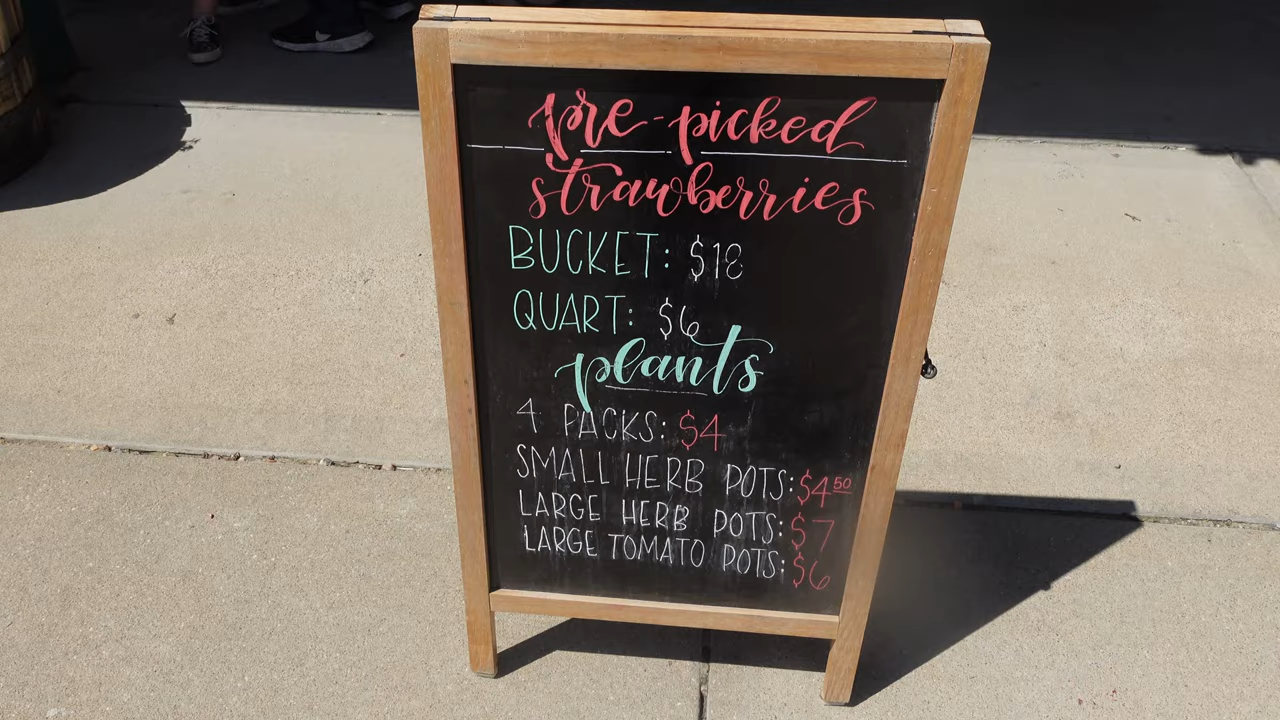 pre-picked
strawberries
BUCKET: $18
QUART: $6
plants
4 PACKS: $4
SMALL HERB POTS: $4 50
LARGE HERB POTS: $7
LARGE TOMATO POTS: $6